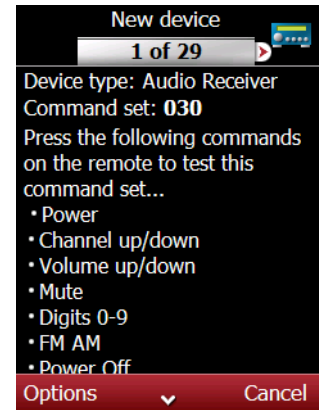 New device
1 of 29
Device type: Audio Receiver
Command set: 030
Press the following commands
on the remote to test this
command set...
• Power
• Channel up/down
• Volume up/down
• Mute
• Digits 0-9
• FM AM
• Power Off
Options
Cancel